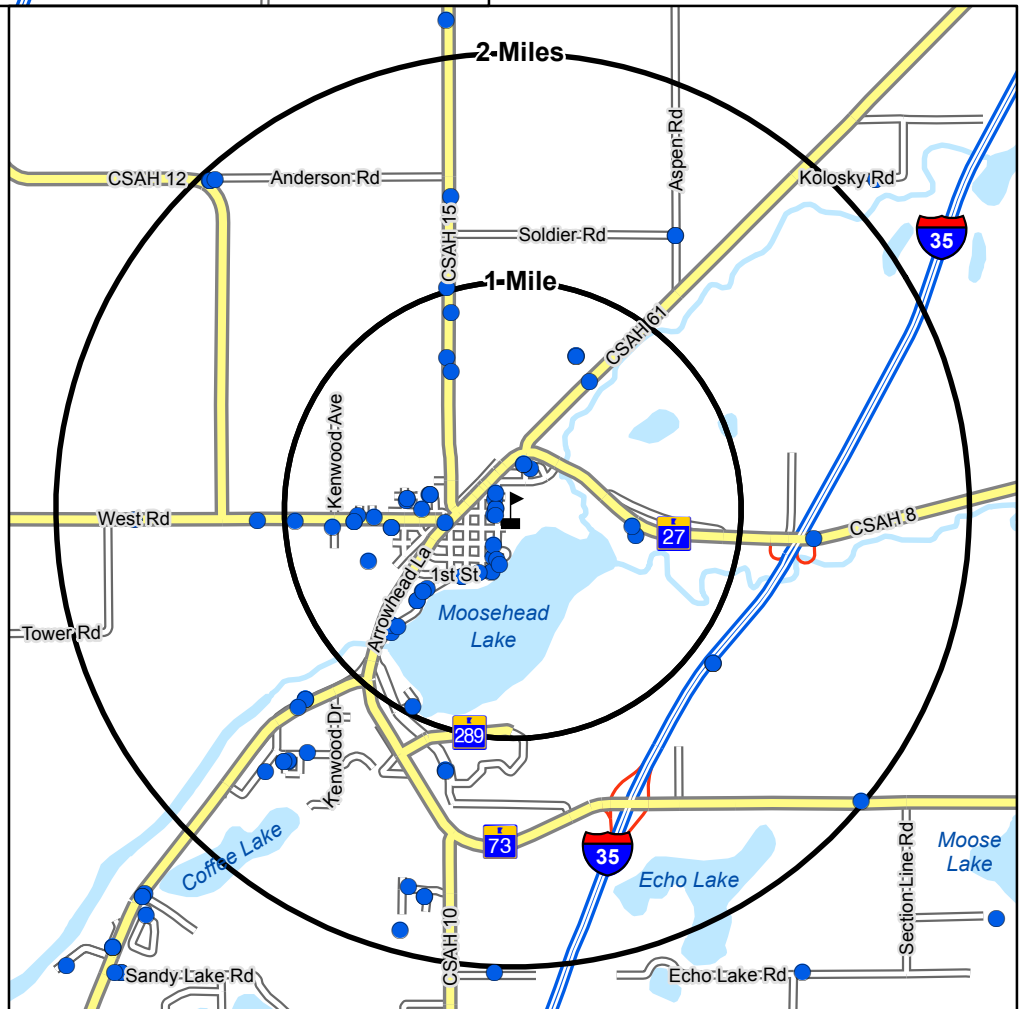 2-Miles
Aspen Rd
CSAH 12
Anderson Rd
Kolosky Rd
CSAH 15
Soldier Rd
35
1-Mile
CSAH 61
Kenwood Ave
West Rd
27
CSAH 8
Arrowhead La
1st St
Moosehead
Lake
Tower Rd
289
Kenwood Dr
73
35
Coffee Lake
Echo Lake
Moose
Lake
Section Line Rd
CSAH 10
Sandy Lake Rd
Echo Lake Rd